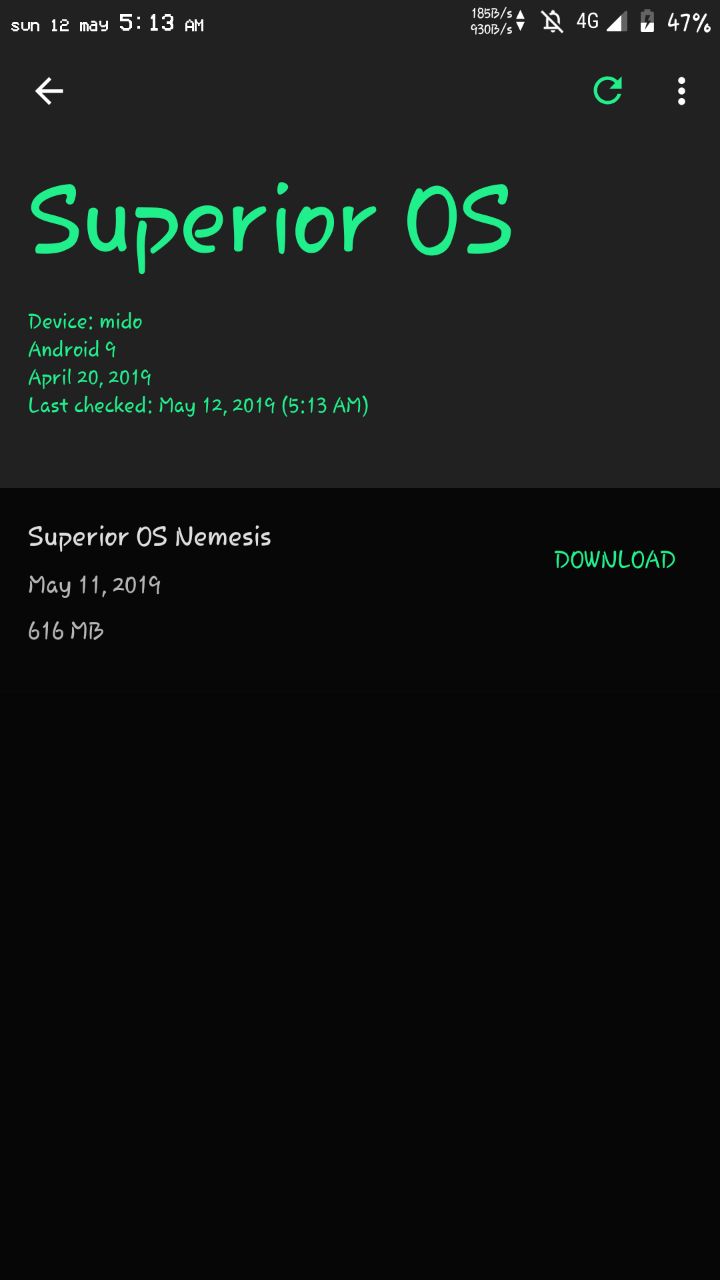 sun 12 may 5:13 AM 185B/s 930B/s 4G 47%
Superior OS
Device: mido
Android 9
April 20, 2019
Last checked: May 12, 2019 (5:13 AM)
Superior OS Nemesis
DOWNLOAD
May 11, 2019
616 MB